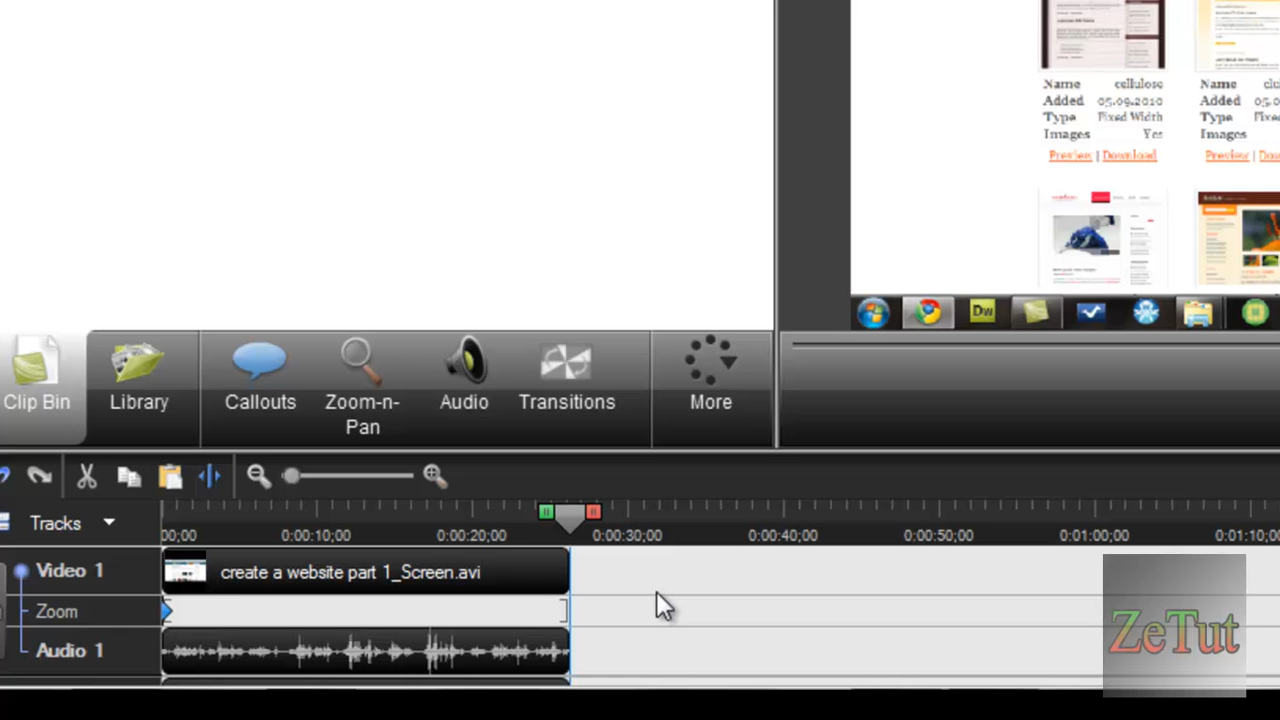 Name cellulose
Added 05.09.2010
Type Fixed Width
Images Yes
Preview | Download
Name
Added
Type
Images
Preview |
Dw
Clip Bin
Library
Callouts
Zoom-n-
Pan
Audio
Transitions
More
Tracks
00;00 0:00:10;00 0:00:20;00 0:00:30;00 0:00:40;00 0:00:50;00 0:01:00;00 0:01:10;00
Video 1
create a website part 1_Screen.avi
Zoom
Audio 1
ZeTut